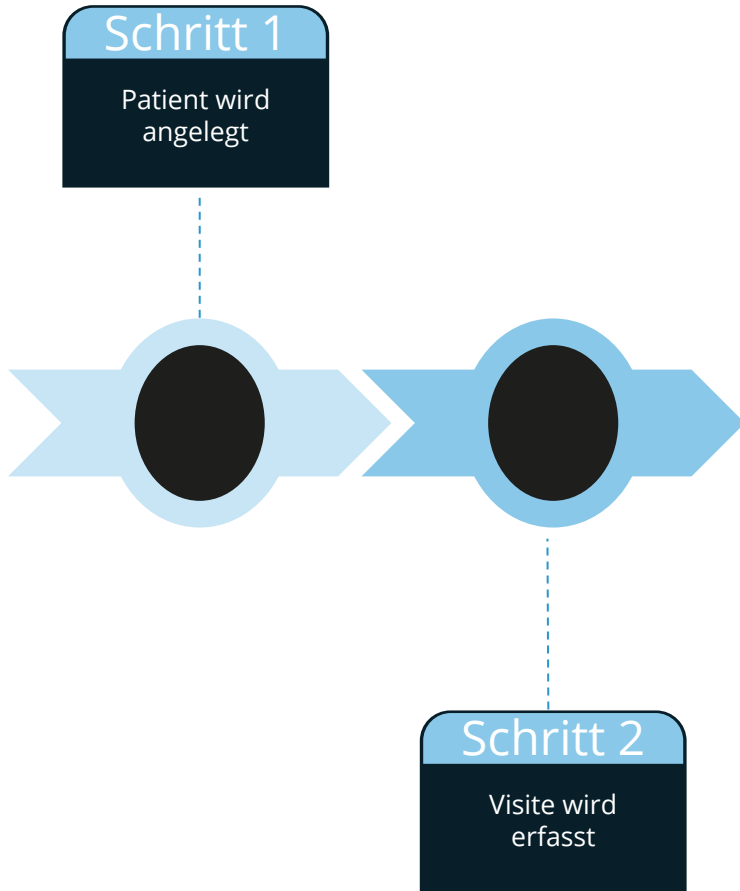 Schritt 1
Patient wird
angelegt
Schritt 2
Visite wird
erfasst